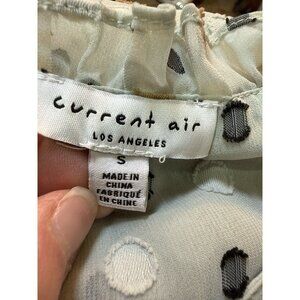 current air
LOS ANGELES
S
MADE IN
CHINA
FABRIQUÉ
EN CHINE